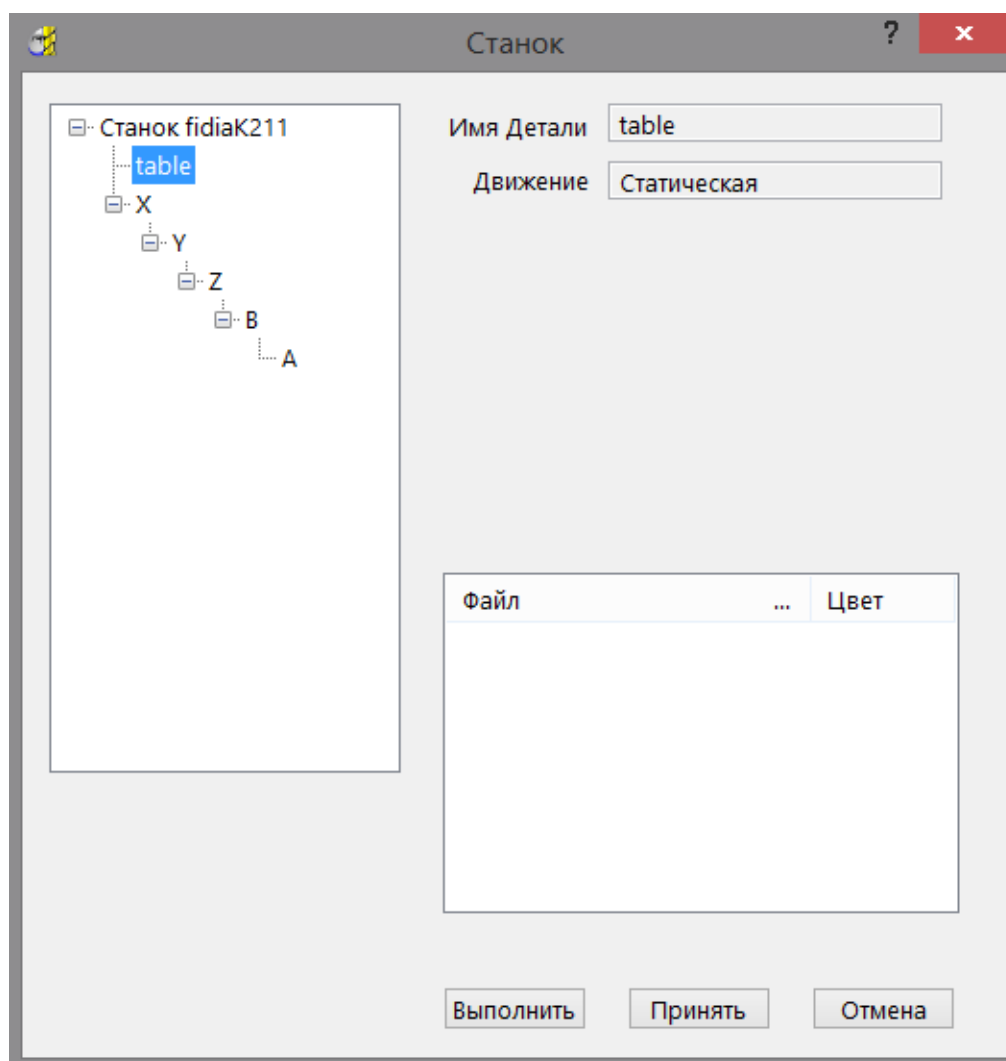 Станок
?
Станок fidiaK211
table
X
Y
Z
B
A
Имя Детали table
Движение Статическая
Файл ... Цвет
Выполнить Принять Отмена